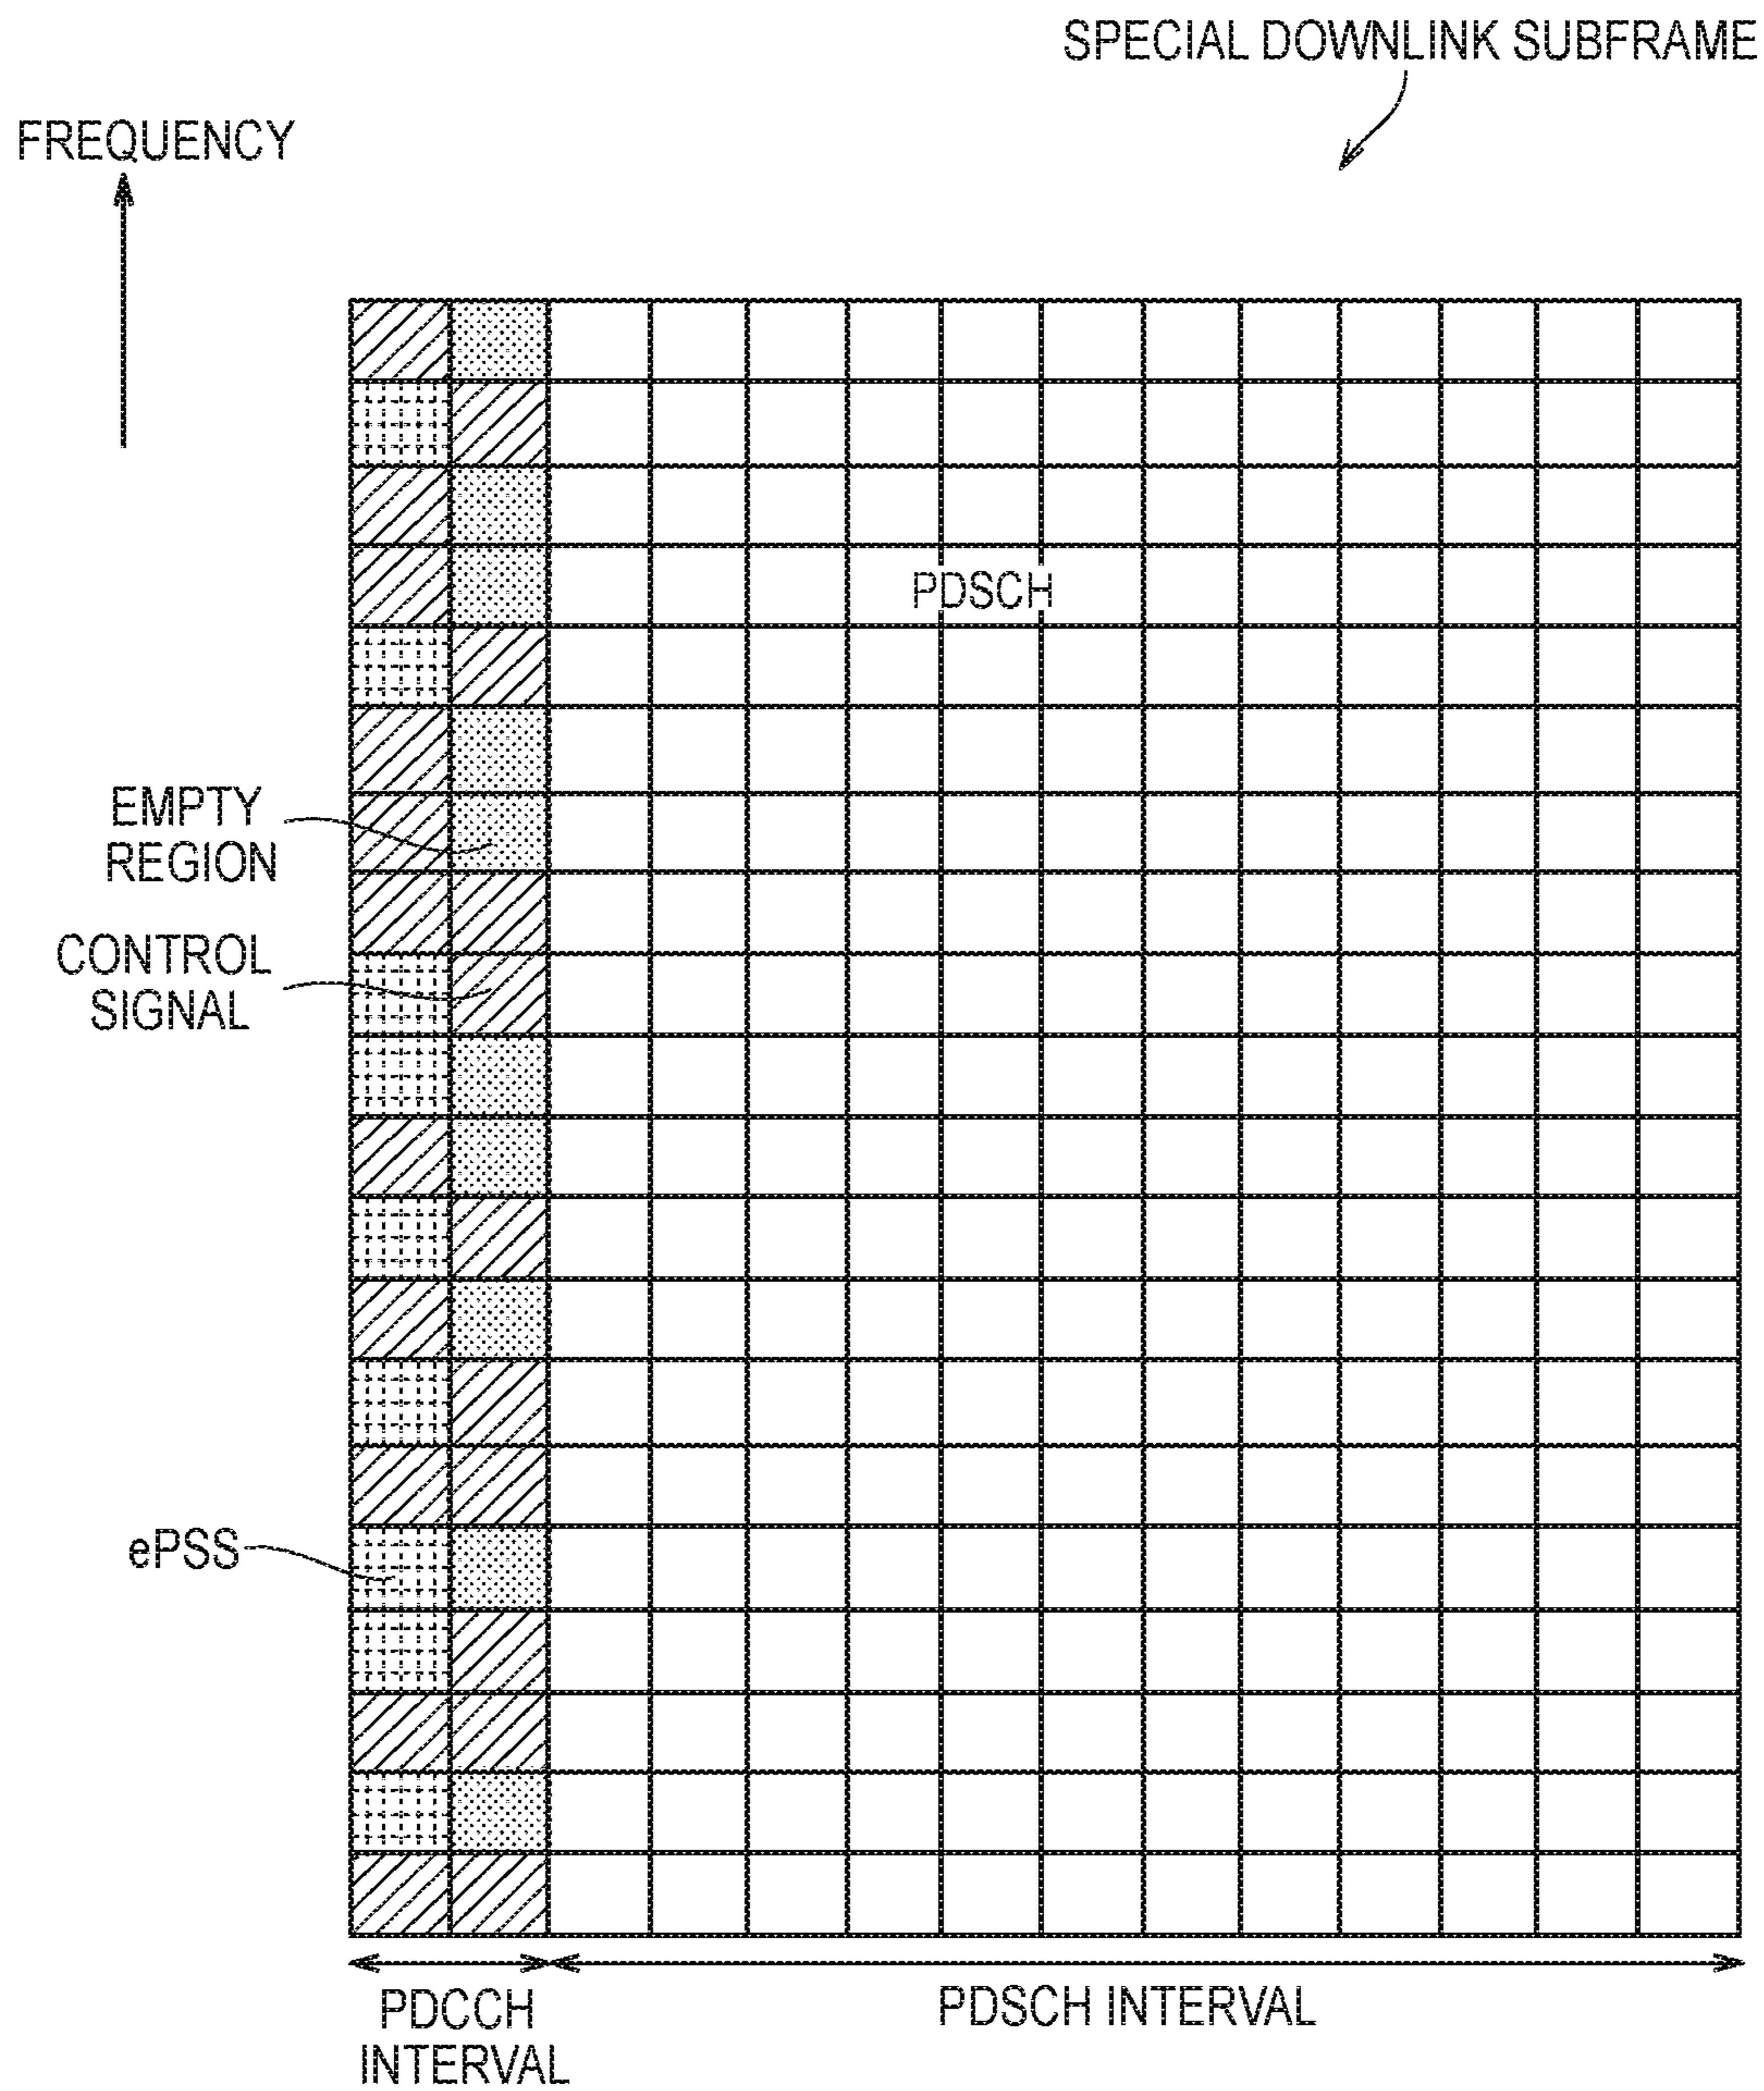 SPECIAL DOWNLINK SUBFRAME
FREQUENCY
PDSCH
EMPTY
REGION
CONTROL
SIGNAL
ePSS
PDCCH
INTERVAL
PDSCH INTERVAL